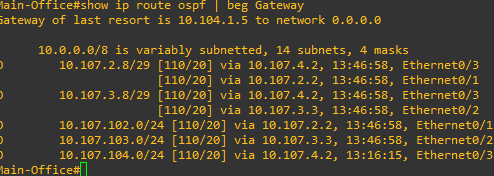 Main-Office#show ip route ospf | beg Gateway
Gateway of last resort is 10.104.1.5 to network 0.0.0.0
10.0.0.0/8 is variably subnetted, 14 subnets, 4 masks
O 10.107.2.8/29 [110/20] via 10.107.4.2, 13:46:58, Ethernet0/3
[110/20] via 10.107.2.2, 13:46:58, Ethernet0/1
O 10.107.3.8/29 [110/20] via 10.107.4.2, 13:46:58, Ethernet0/3
[110/20] via 10.107.3.3, 13:46:58, Ethernet0/2
O 10.107.102.0/24 [110/20] via 10.107.2.2, 13:46:58, Ethernet0/1
O 10.107.103.0/24 [110/20] via 10.107.3.3, 13:46:58, Ethernet0/2
O 10.107.104.0/24 [110/20] via 10.107.4.2, 13:16:15, Ethernet0/3
Main-Office#